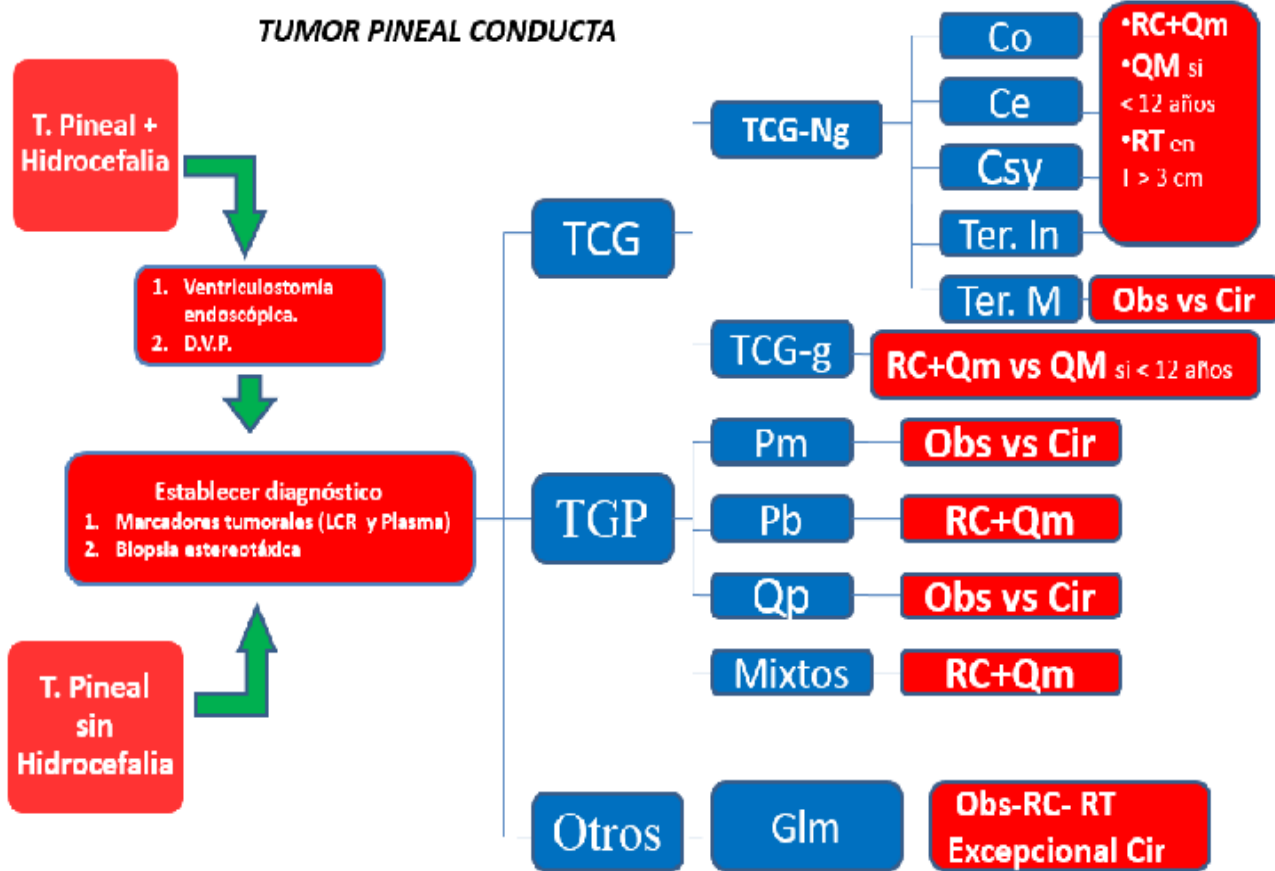 TUMOR PINEAL CONDUCTA
T. Pineal +
Hidrocefalia
1. Ventriculostomía
endoscópica.
2. D.V.P.
Establecer diagnóstico
1. Marcadores tumorales (LCR y Plasma)
2. Biopsia estereotáxica
T. Pineal
sin
Hidrocefalia
TCG
TCG-Ng
Co
Ce
Csy
Ter. In
•RC+Qm
•QM si
< 12 años
•RT en
T > 3 cm
Ter. M
Obs vs Cir
TCG-g
RC+Qm vs QM si < 12 años
TGP
Pm
Obs vs Cir
Pb
RC+Qm
Qp
Obs vs Cir
Mixtos
RC+Qm
Otros
Glm
Obs-RC- RT
Excepcional Cir